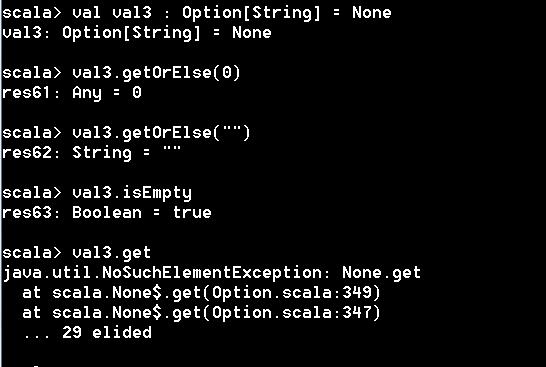 scala> val val3 : Option[String] = None
val3: Option[String] = None
scala> val3.getOrElse(0)
res61: Any = 0
scala> val3.getOrElse("")
res62: String = ""
scala> val3.isEmpty
res63: Boolean = true
scala> val3.get
java.util.NoSuchElementException: None.get
  at scala.None$.get(Option.scala:349)
  at scala.None$.get(Option.scala:347)
  ... 29 elided